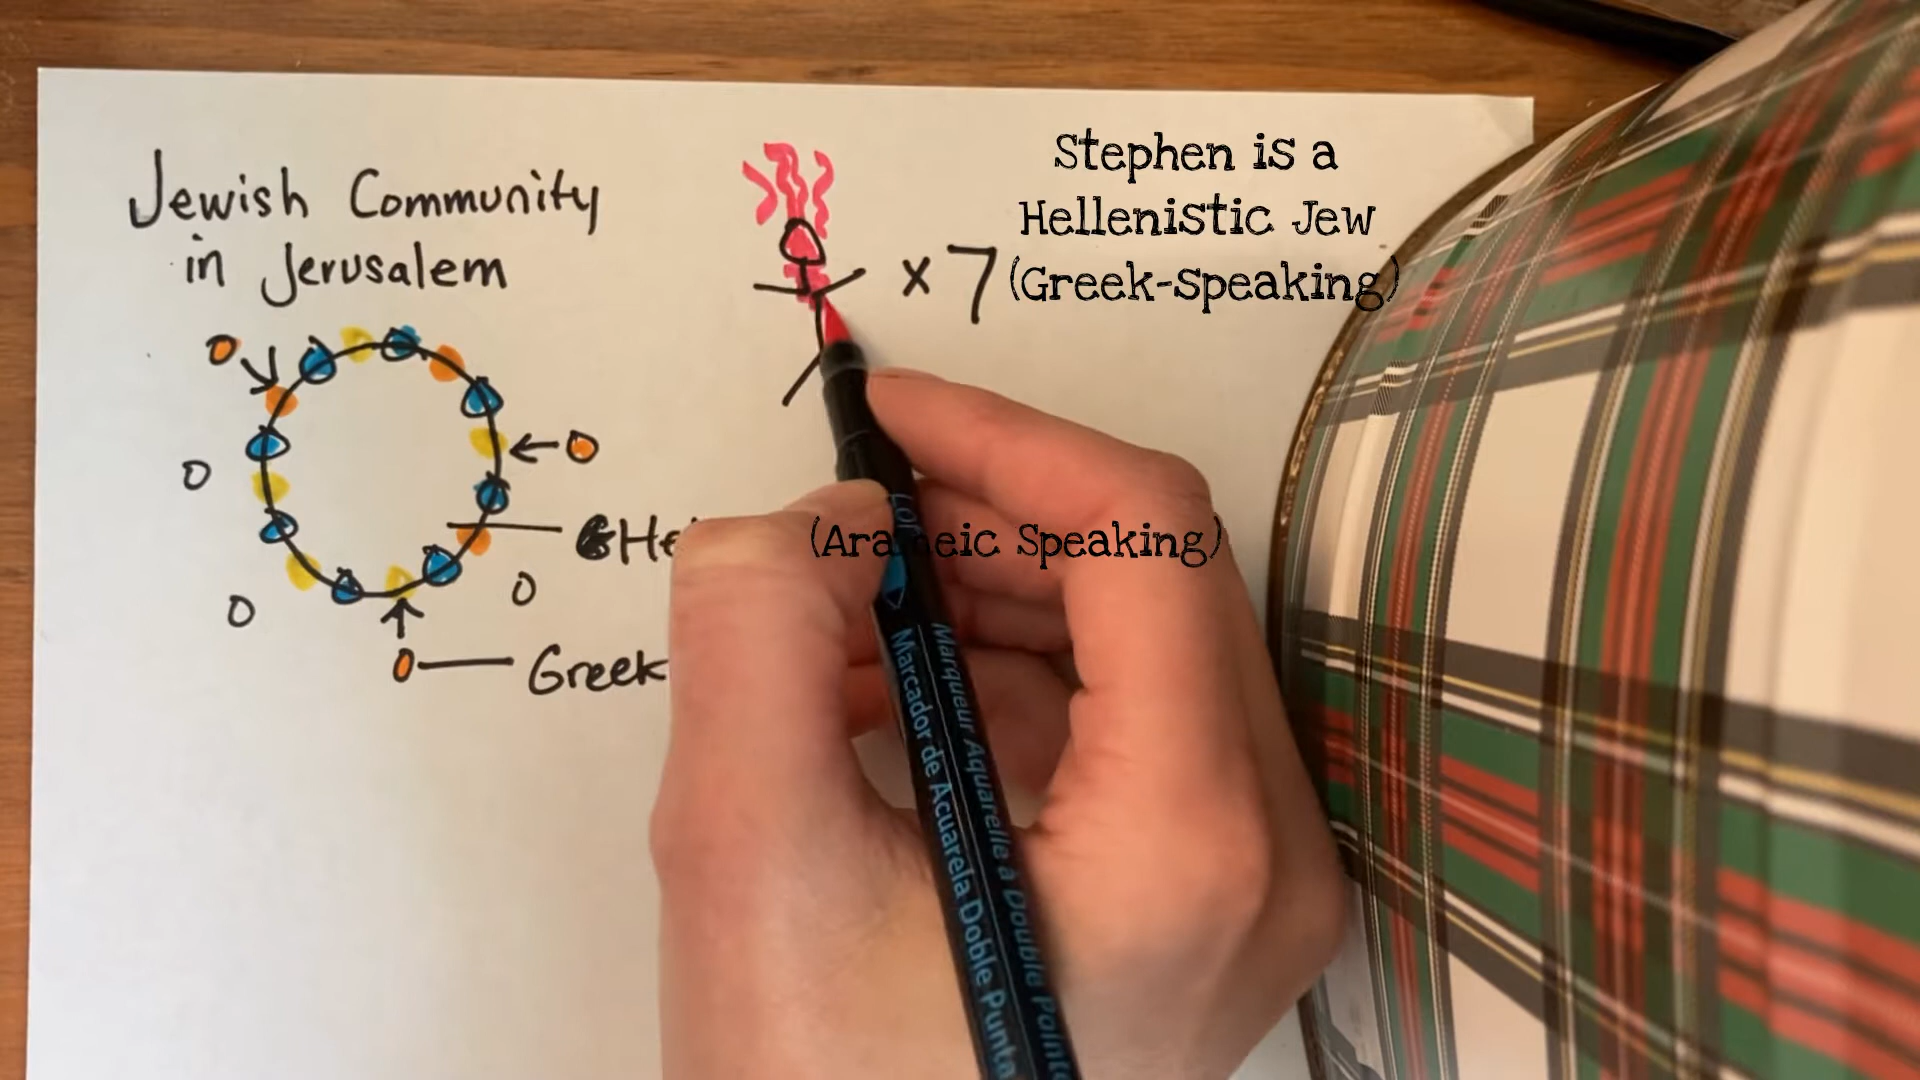 Jewish Community
in Jerusalem
x 7
Stephen is a
Hellenistic Jew
(Greek-Speaking)
Speaking)
Greek
Marqueur Aquarelle à Double Pointe
Marcador de Acuarela Doble Punta